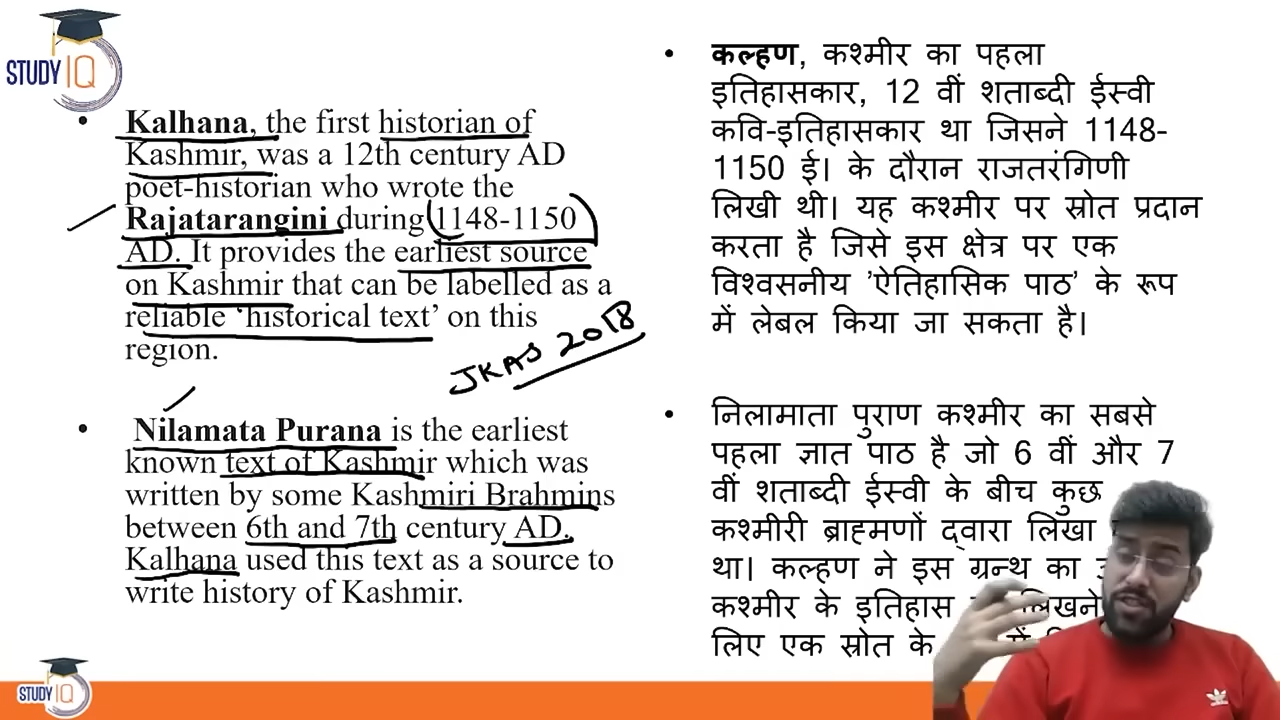 STUDY IQ
• Kalhana, the first historian of
Kashmir, was a 12th century AD
poet-historian who wrote the
Rajatarangini during 1148-1150
AD. It provides the earliest source
on Kashmir that can be labelled as a
reliable ‘historical text’ on this
region.
JKAS 2018
• Nilamata Purana is the earliest
known text of Kashmir which was
written by some Kashmiri Brahmins
between 6th and 7th century AD.
Kalhana used this text as a source to
write history of Kashmir.
• कल्हण, कश्मीर का पहला
इतिहासकार, 12 वीं शताब्दी ईस्वी
कवि-इतिहासकार था जिसने 1148-
1150 ई। के दौरान राजतरंगिणी
लिखी थी। यह कश्मीर पर स्रोत प्रदान
करता है जिसे इस क्षेत्र पर एक
विश्वसनीय ’ऐतिहासिक पाठ’ के रूप
में लेबल किया जा सकता है।
• निलामाता पुराण कश्मीर का सबसे
पहला ज्ञात पाठ है जो 6 वीं और 7
वीं शताब्दी ईस्वी के बीच कुछ
कश्मीरी ब्राह्मणों द्वारा लिखा
था। कल्हण ने इस ग्रन्थ का
कश्मीर के इतिहास लिखने
लिए एक स्रोत के
STUDY IQ